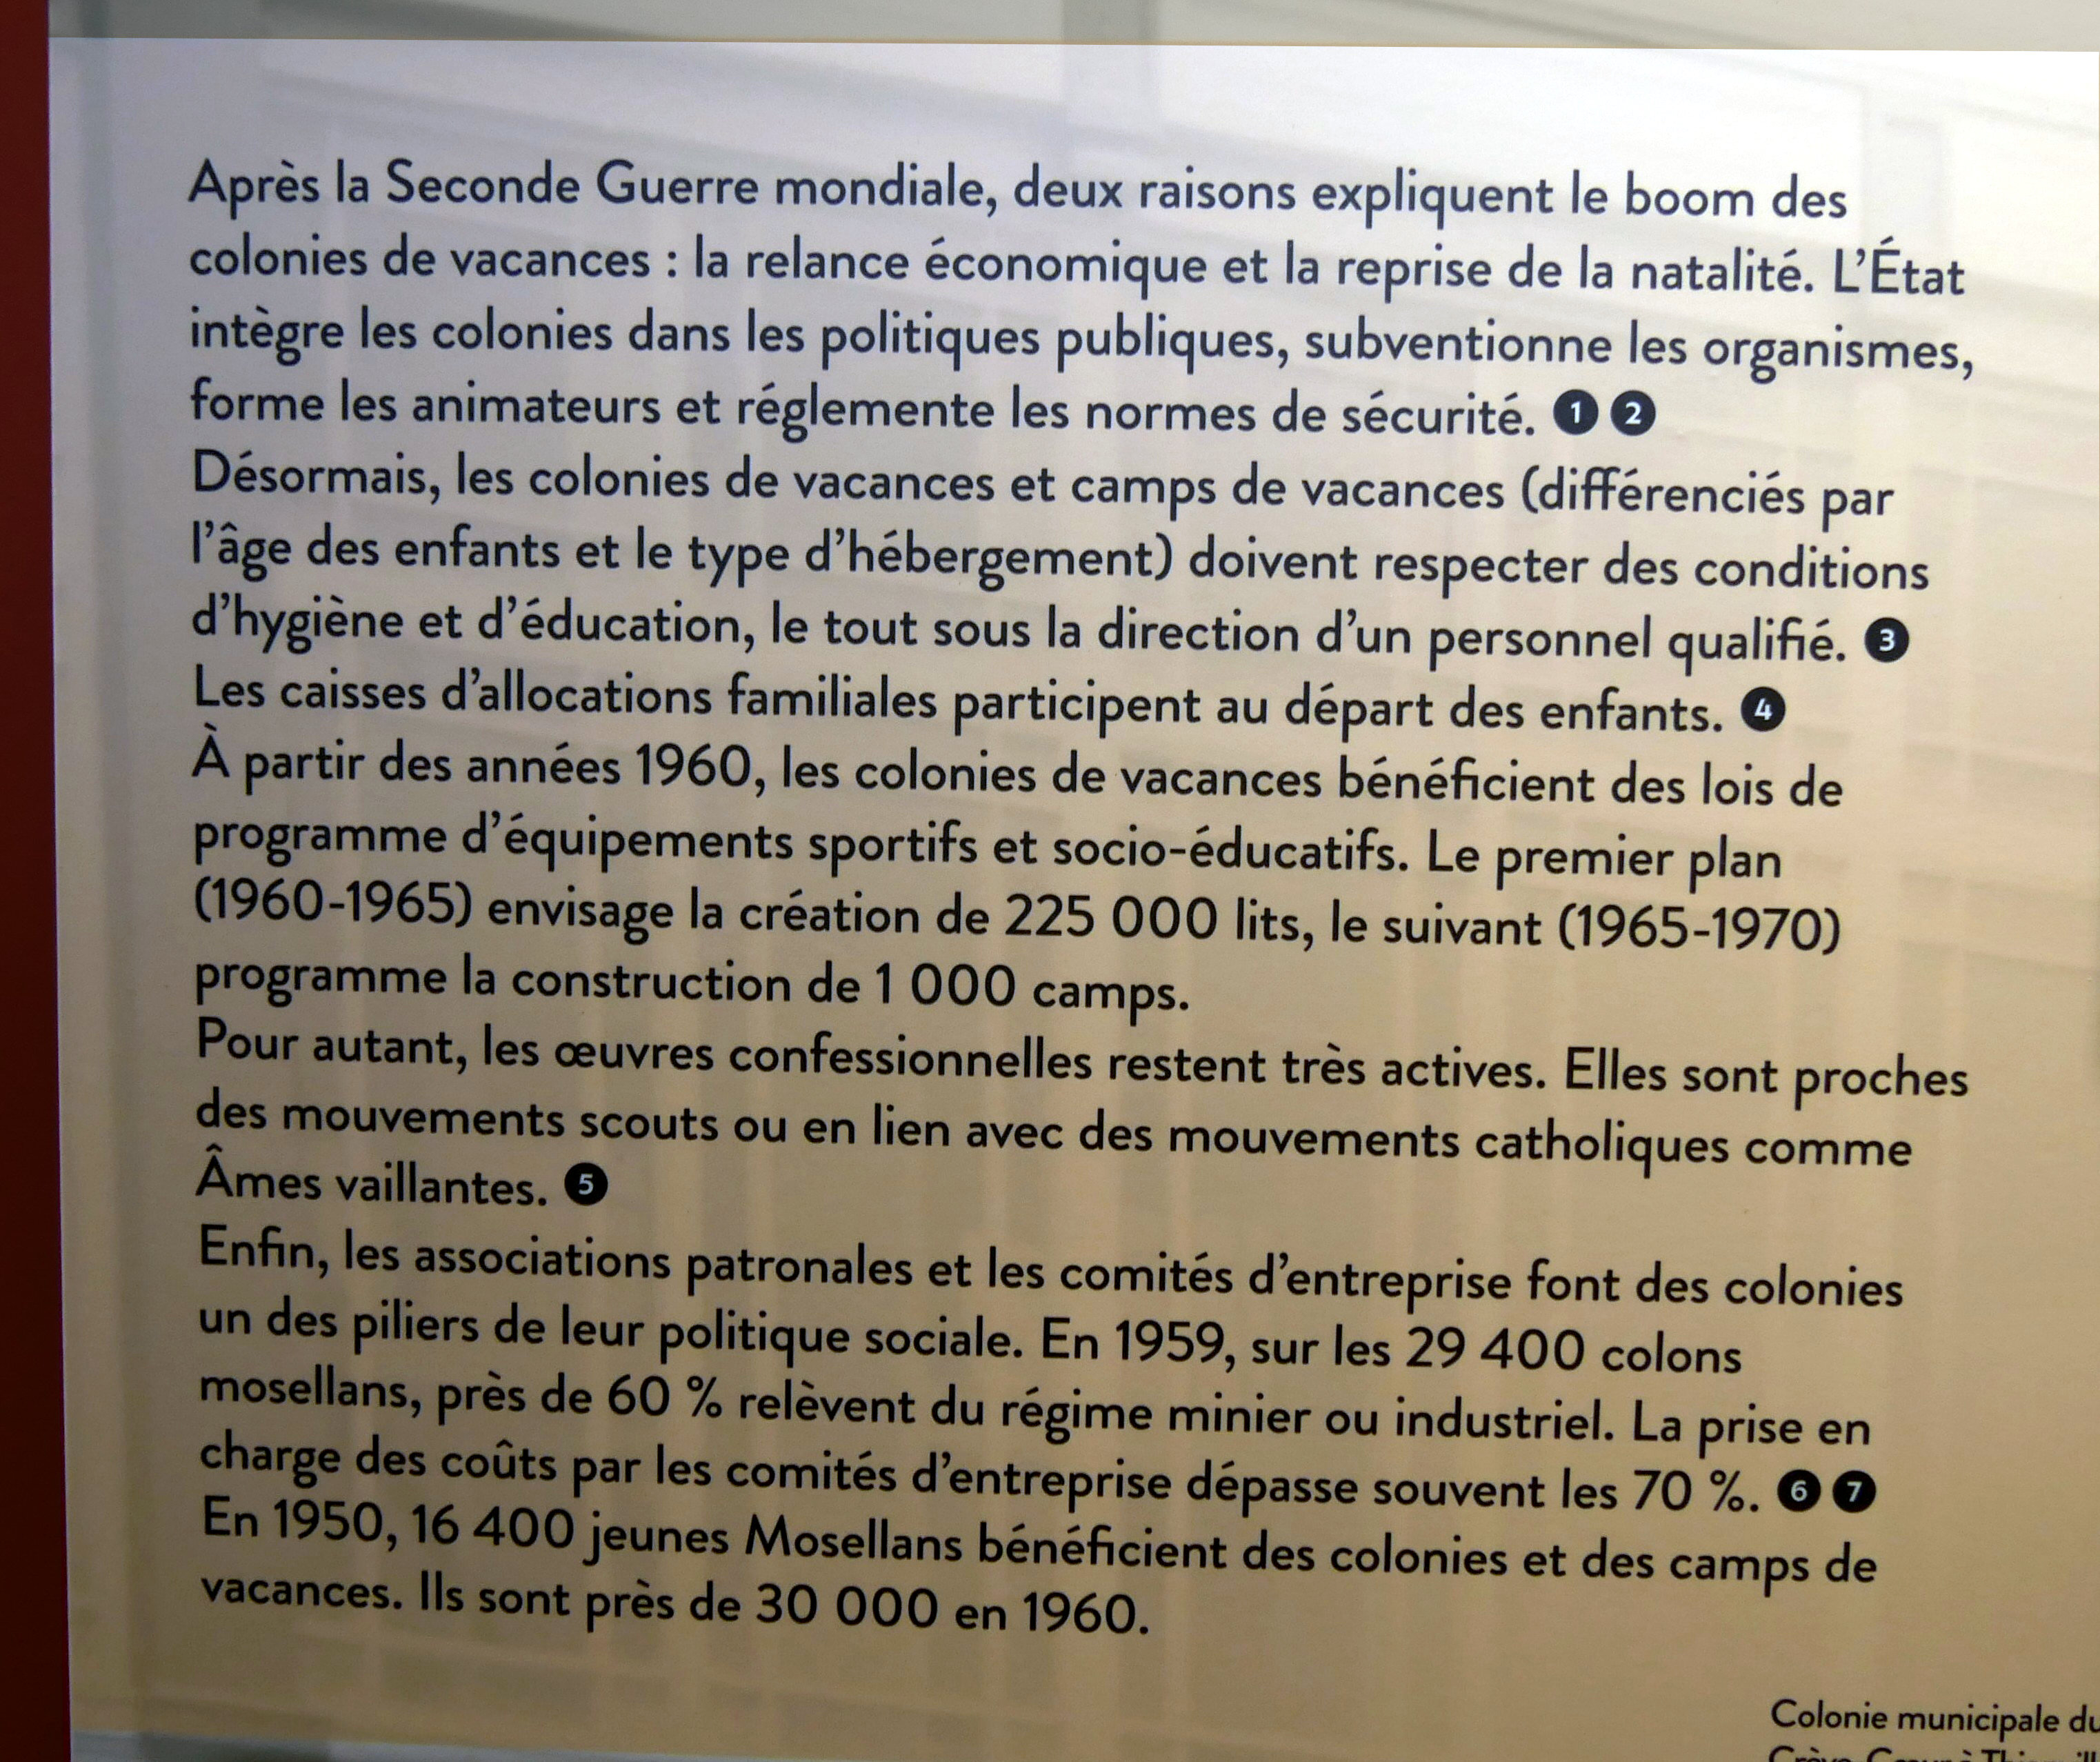 Après la Seconde Guerre mondiale, deux raisons expliquent le boom des
colonies de vacances : la relance économique et la reprise de la natalité. L'État
intègre les colonies dans les politiques publiques, subventionne les organismes,
forme les animateurs et réglemente les normes de sécurité. ❶ ❷
Désormais, les colonies de vacances et camps de vacances (différenciés par
l'âge des enfants et le type d'hébergement) doivent respecter des conditions
d'hygiène et d'éducation, le tout sous la direction d'un personnel qualifié. ❸
Les caisses d'allocations familiales participent au départ des enfants. ❹
À partir des années 1960, les colonies de vacances bénéficient des lois de
programme d'équipements sportifs et socio-éducatifs. Le premier plan
(1960-1965) envisage la création de 225 000 lits, le suivant (1965-1970)
programme la construction de 1 000 camps.
Pour autant, les œuvres confessionnelles restent très actives. Elles sont proches
des mouvements scouts ou en lien avec des mouvements catholiques comme
Âmes vaillantes. ❺
Enfin, les associations patronales et les comités d'entreprise font des colonies
un des piliers de leur politique sociale. En 1959, sur les 29 400 colons
mosellans, près de 60 % relèvent du régime minier ou industriel. La prise en
charge des coûts par les comités d'entreprise dépasse souvent les 70 %. ❻ ❼
En 1950, 16 400 jeunes Mosellans bénéficient des colonies et des camps de
vacances. Ils sont près de 30 000 en 1960.
Colonie municipale du